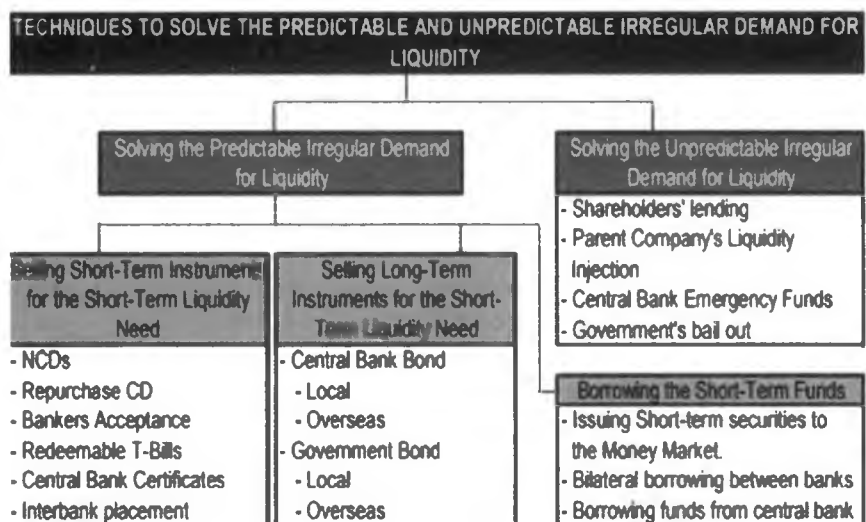 TECHNIQUES TO SOLVE THE PREDICTABLE AND UNPREDICTABLE IRREGULAR DEMAND FOR
LIQUIDITY
Solving the Predictable Irregular Demand
for Liquidity
Solving the Unpredictable Irregular
Demand for Liquidity
- Shareholders' lending
- Parent Company's Liquidity
Injection
- Central Bank Emergency Funds
- Government's bail out
Selling Short-Term Instruments
for the Short-Term Liquidity
Need
- NCDs
- Repurchase CD
- Bankers Acceptance
- Redeemable T-Bills
- Central Bank Certificates
- Interbank placement
Selling Long-Term
Instruments for the Short-
Term Liquidity Need
- Central Bank Bond
- Local
- Overseas
- Government Bond
- Local
- Overseas
Borrowing the Short-Term Funds
- Issuing Short-term securities to
the Money Market.
- Bilateral borrowing between banks
- Borrowing funds from central bank